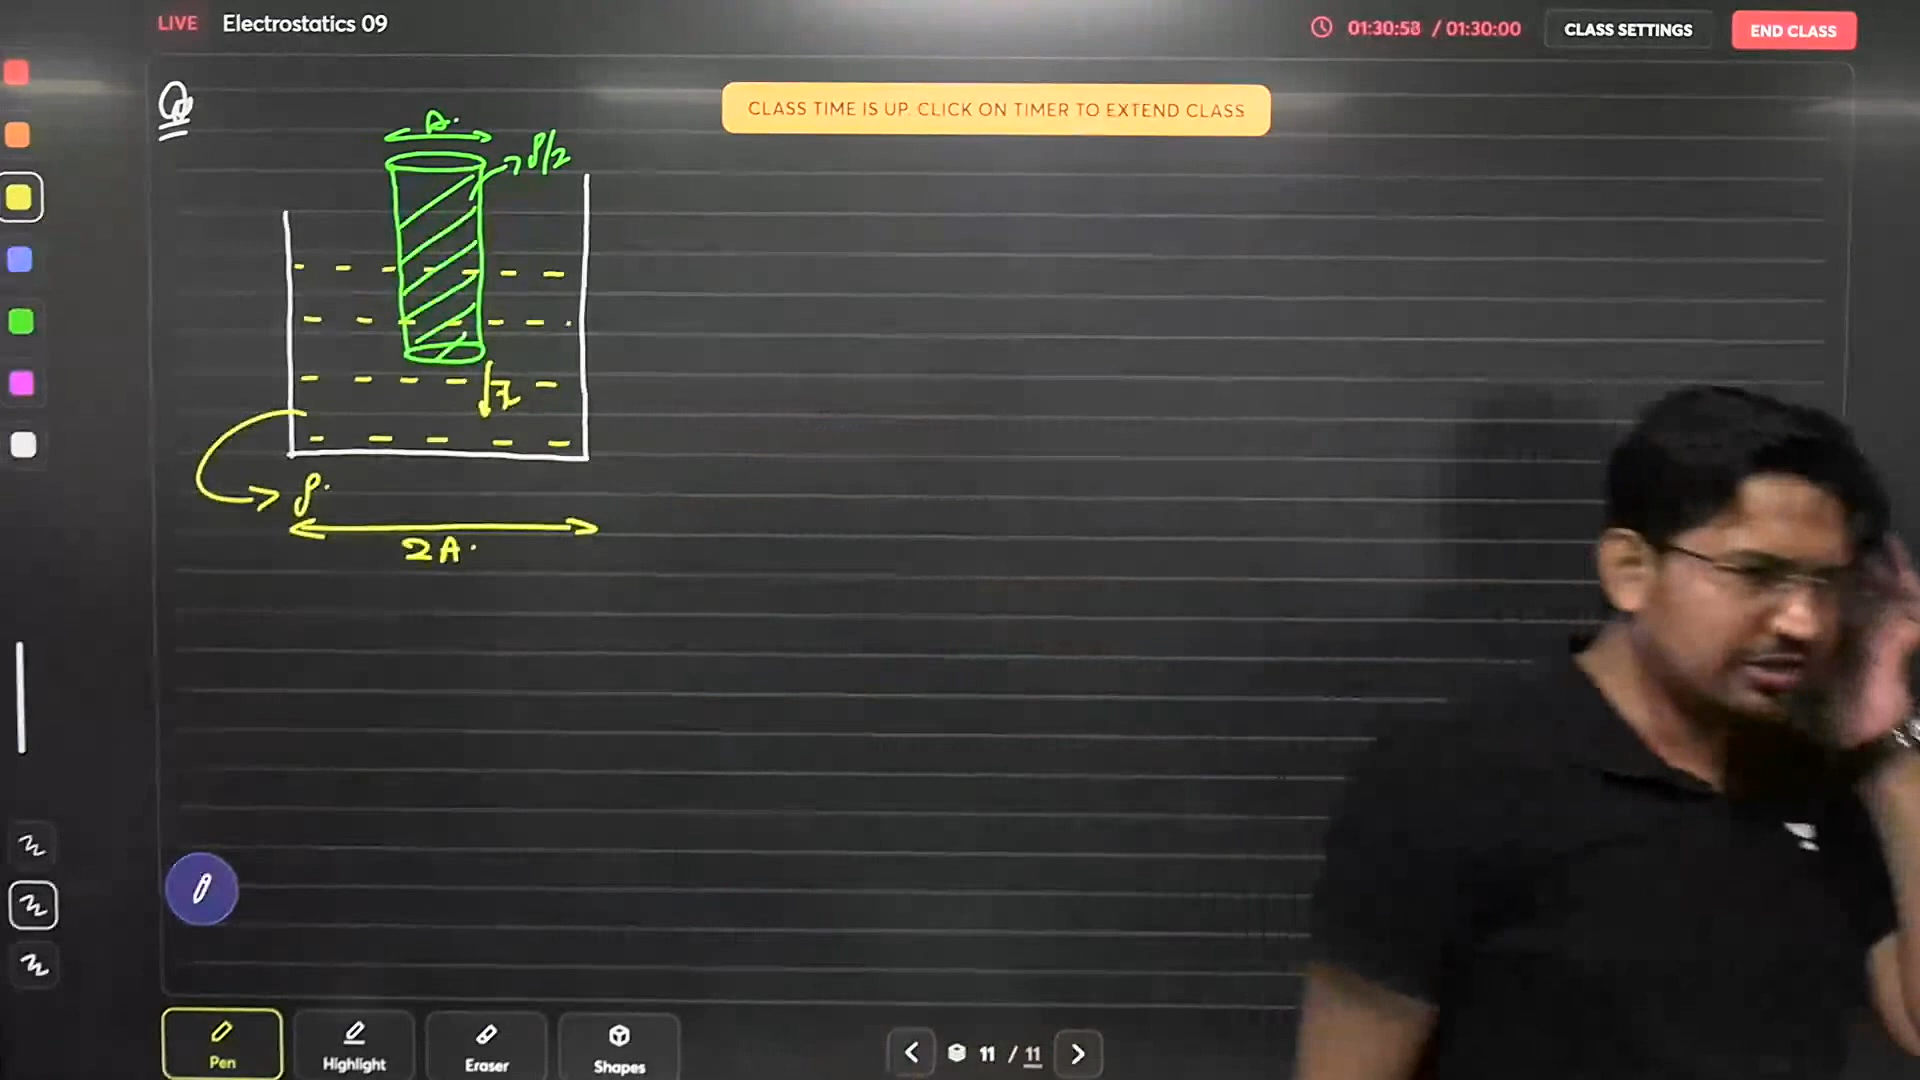 LIVE Electrostatics 09
01:30:58 / 01:30:00
CLASS SETTINGS
END CLASS
CLASS TIME IS UP. CLICK ON TIMER TO EXTEND CLASS
Q
A.
ρ/2
x
ρ.
2A.
Pen
Highlight
Eraser
Shapes
11 / 11